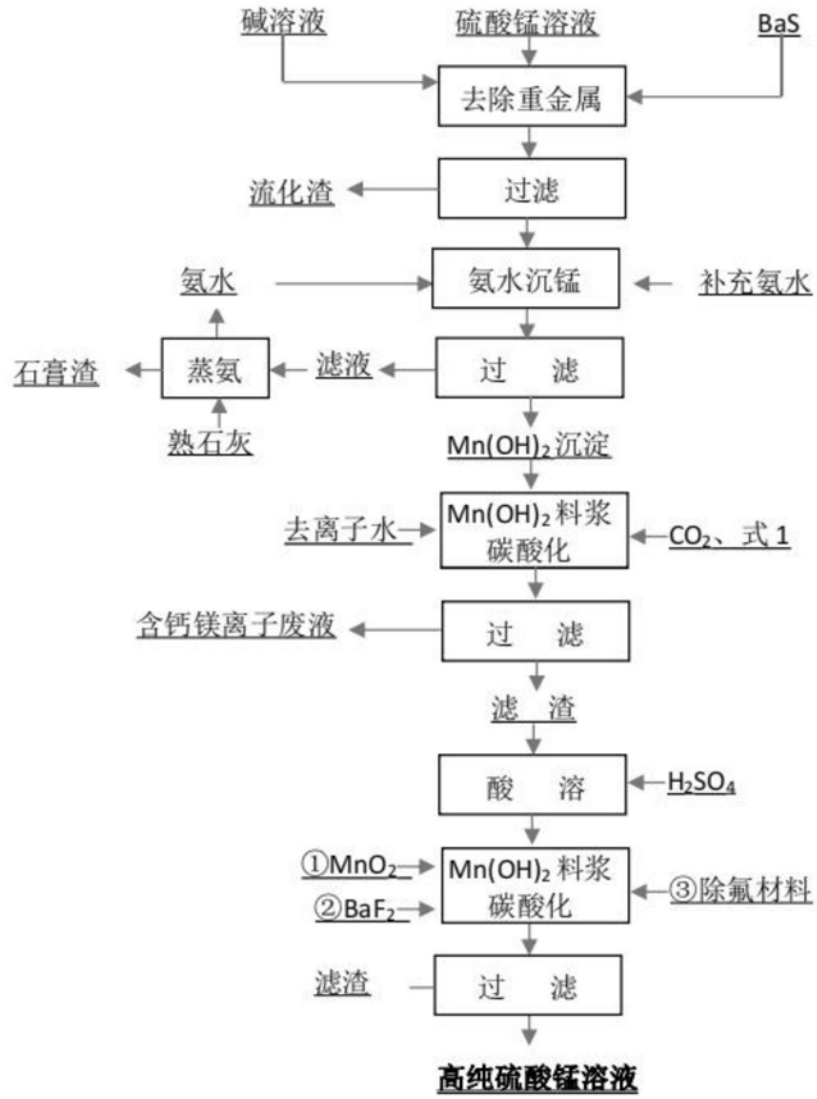 碱溶液
硫酸锰溶液
BaS
去除重金属
流化渣
过滤
氨水
氨水沉锰
补充氨水
石膏渣
蒸氨
滤液
过 滤
熟石灰
Mn(OH)₂沉淀
去离子水
Mn(OH)₂料浆
碳酸化
CO₂、式1
含钙镁离子废液
过 滤
滤 渣
酸 溶
H₂SO₄
①MnO₂
②BaF₂
Mn(OH)₂料浆
碳酸化
③除氟材料
滤渣
过 滤
高纯硫酸锰溶液